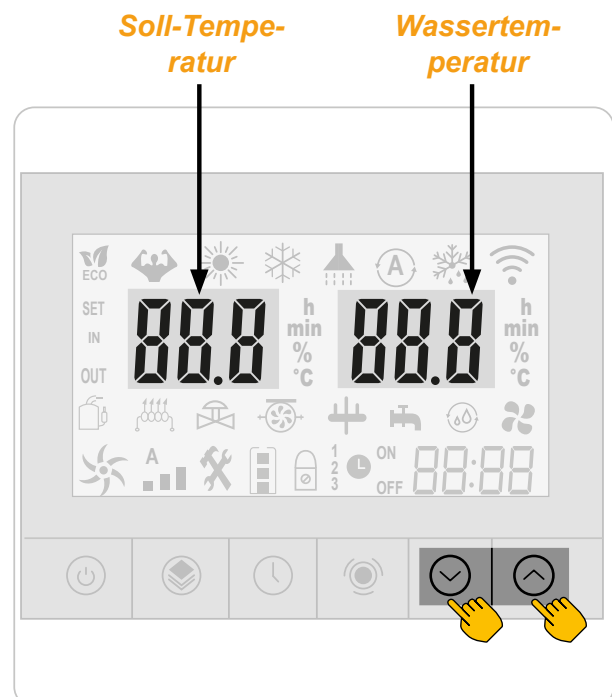 Soll-Tempe-
ratur
Wassertem-
peratur
ECO
A
SET
88.8
h
88.8
h
IN
min
min
%
%
OUT
°C
°C
A
1
2
3
ON
OFF
88:88